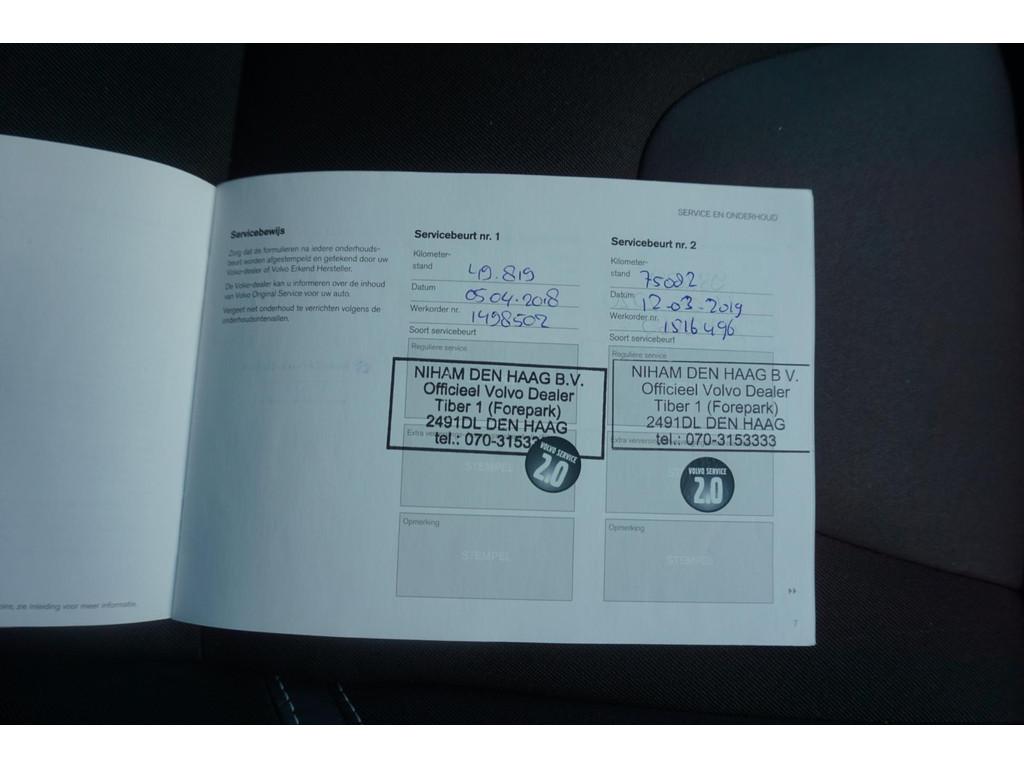 SERVICE EN ONDERHOUD
Servicebewijs
Zorg dat de formulieren na iedere onderhouds-
beurt worden afgestempeld en getekend door uw
Volvo-dealer of Volvo Erkend Hersteller.
De Volvo-dealer kan u informeren over de inhoud
van Volvo Original Service voor uw auto.
Vergeet niet onderhoud te verrichten volgens de
onderhoudsintervallen.
Servicebeurt nr. 1
Kilometer-
stand 49.819
Datum 05 04.2018
Werkorder nr. 1498502
Soort servicebeurt
Reguliere service
NIHAM DEN HAAG B.V.
Officieel Volvo Dealer
Tiber 1 (Forepark)
2491DL DEN HAAG
tel.: 070-3153
VOLVO SERVICE
2.0
STEMPEL
Opmerking
STEMPEL
Servicebeurt nr. 2
Kilometer-
stand 75082
Datum 12-03-2019
Werkorder nr. 1516496
Soort servicebeurt
Reguliere service
NIHAM DEN HAAG B V.
Officieel Volvo Dealer
Tiber 1 (Forepark)
2491DL DEN HAAG
tel.: 070-3153333
VOLVO SERVICE
2.0
Opmerking
STEMPEL
7
zie inleiding voor meer informatie.